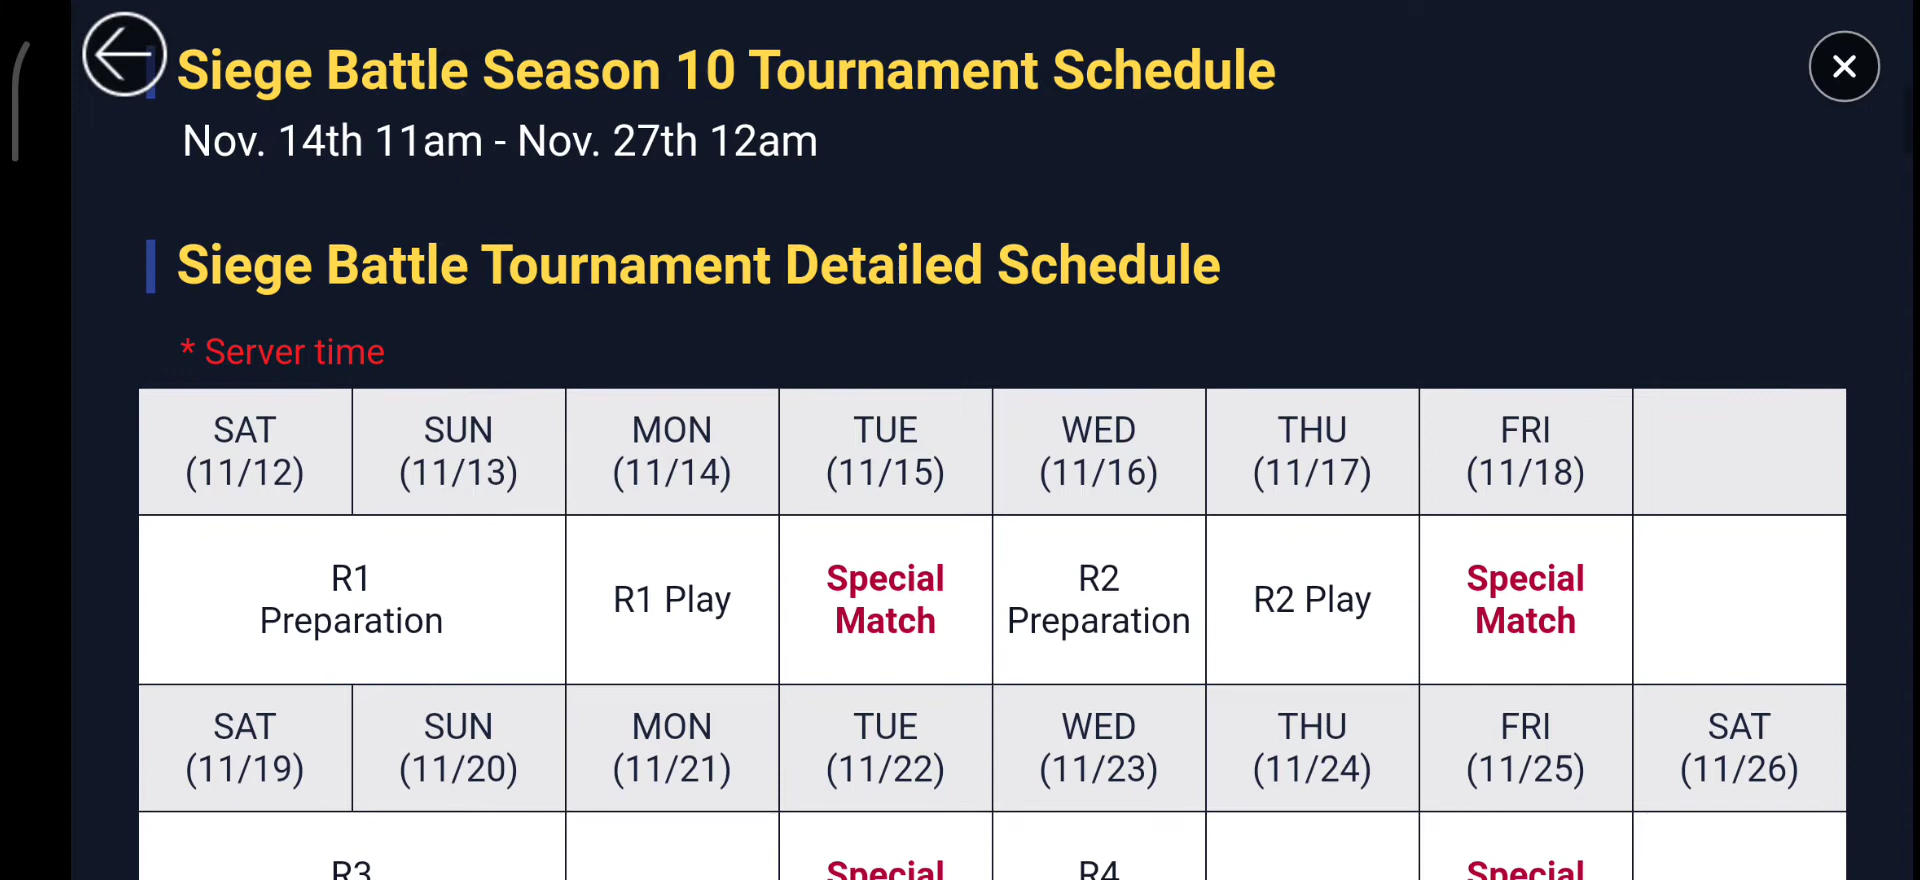 Siege Battle Season 10 Tournament Schedule
Nov. 14th 11am - Nov. 27th 12am
Siege Battle Tournament Detailed Schedule
* Server time
SAT SUN MON TUE WED THU FRI
(11/12) (11/13) (11/14) (11/15) (11/16) (11/17) (11/18)
R1 Preparation R1 Play Special Match R2 Preparation R2 Play Special Match
SAT SUN MON TUE WED THU FRI SAT
(11/19) (11/20) (11/21) (11/22) (11/23) (11/24) (11/25) (11/26)
R3 Special R4 Special